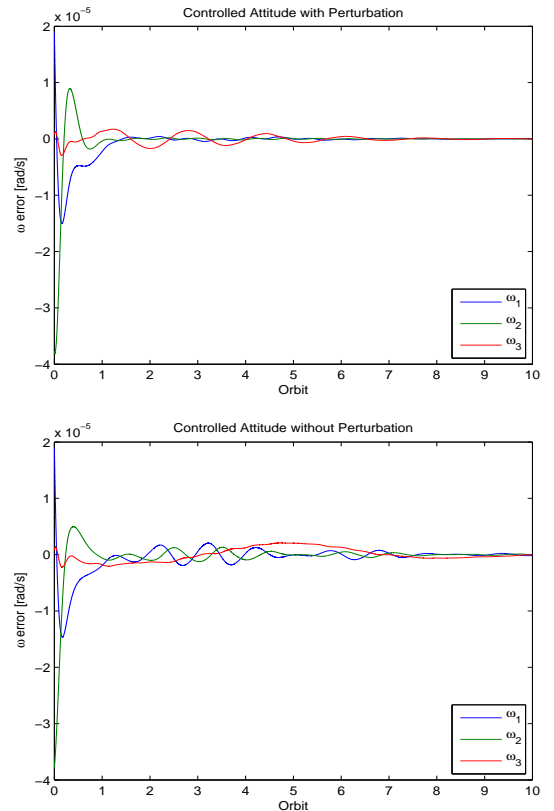 Controlled Attitude with Perturbation
x 10⁻⁵
2
1
0
−1
−2
−3
−4
ω error [rad/s]
ω₁
ω₂
ω₃
0 1 2 3 4 5 6 7 8 9 10
Orbit
Controlled Attitude without Perturbation
x 10⁻⁵
2
1
0
−1
−2
−3
−4
ω error [rad/s]
ω₁
ω₂
ω₃
0 1 2 3 4 5 6 7 8 9 10
Orbit